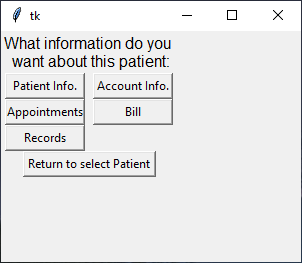 tk
What information do you
want about this patient:
Patient Info. Account Info.
Appointments Bill
Records
Return to select Patient